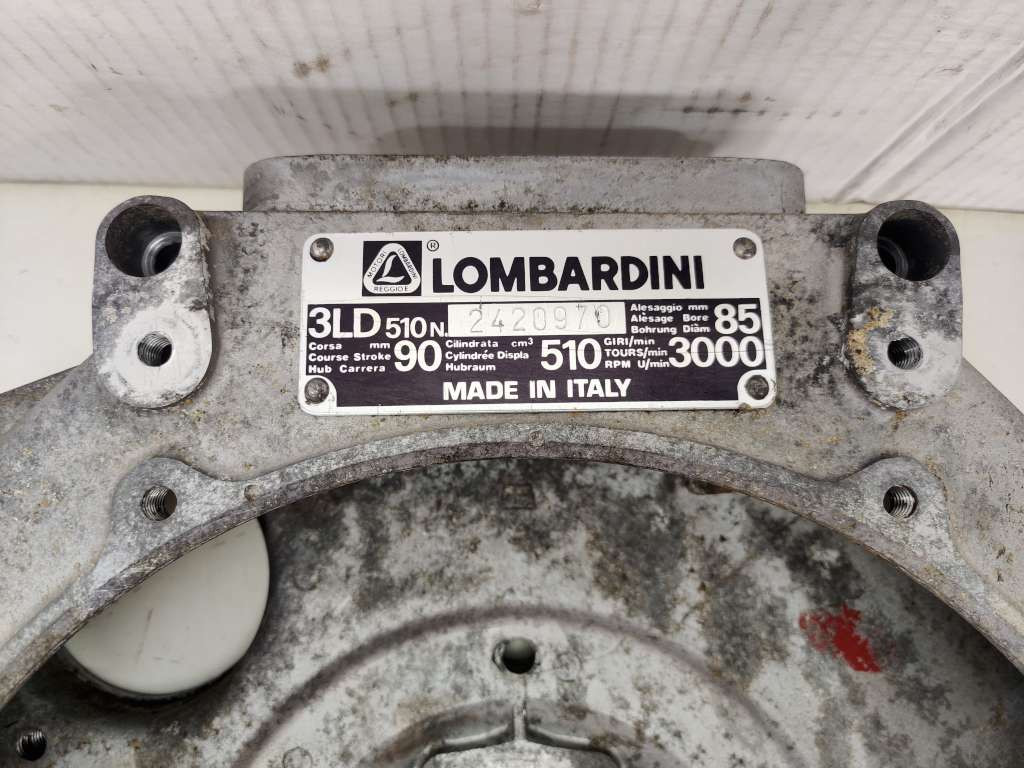 MOTORI LOMBARDINI REGGIO E.
® LOMBARDINI
3LD 510 N. 2420970 Alesaggio mm Alésage Bore Bohrung Diàm 85
Corsa mm Course Stroke Hub Carrera 90 Cilindrata cm³ Cylindrée Displa Hubraum 510 GIRI/min TOURS/min RPM U/min 3000
MADE IN ITALY